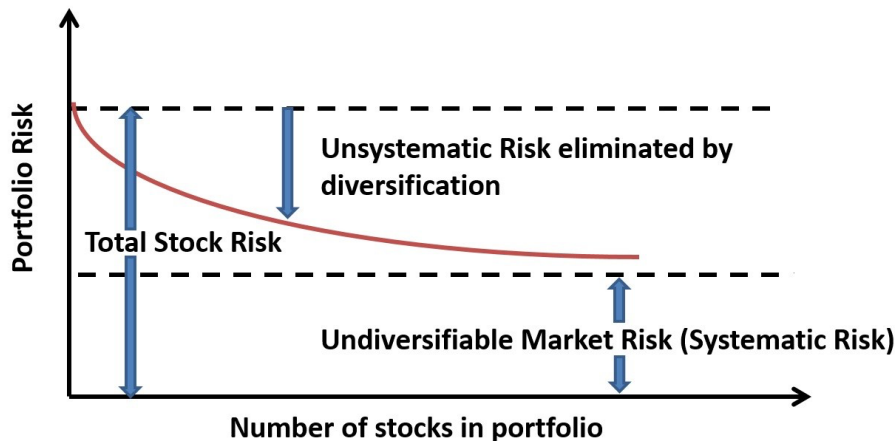 Portfolio Risk
Unsystematic Risk eliminated by
diversification
Total Stock Risk
Undiversifiable Market Risk (Systematic Risk)
Number of stocks in portfolio